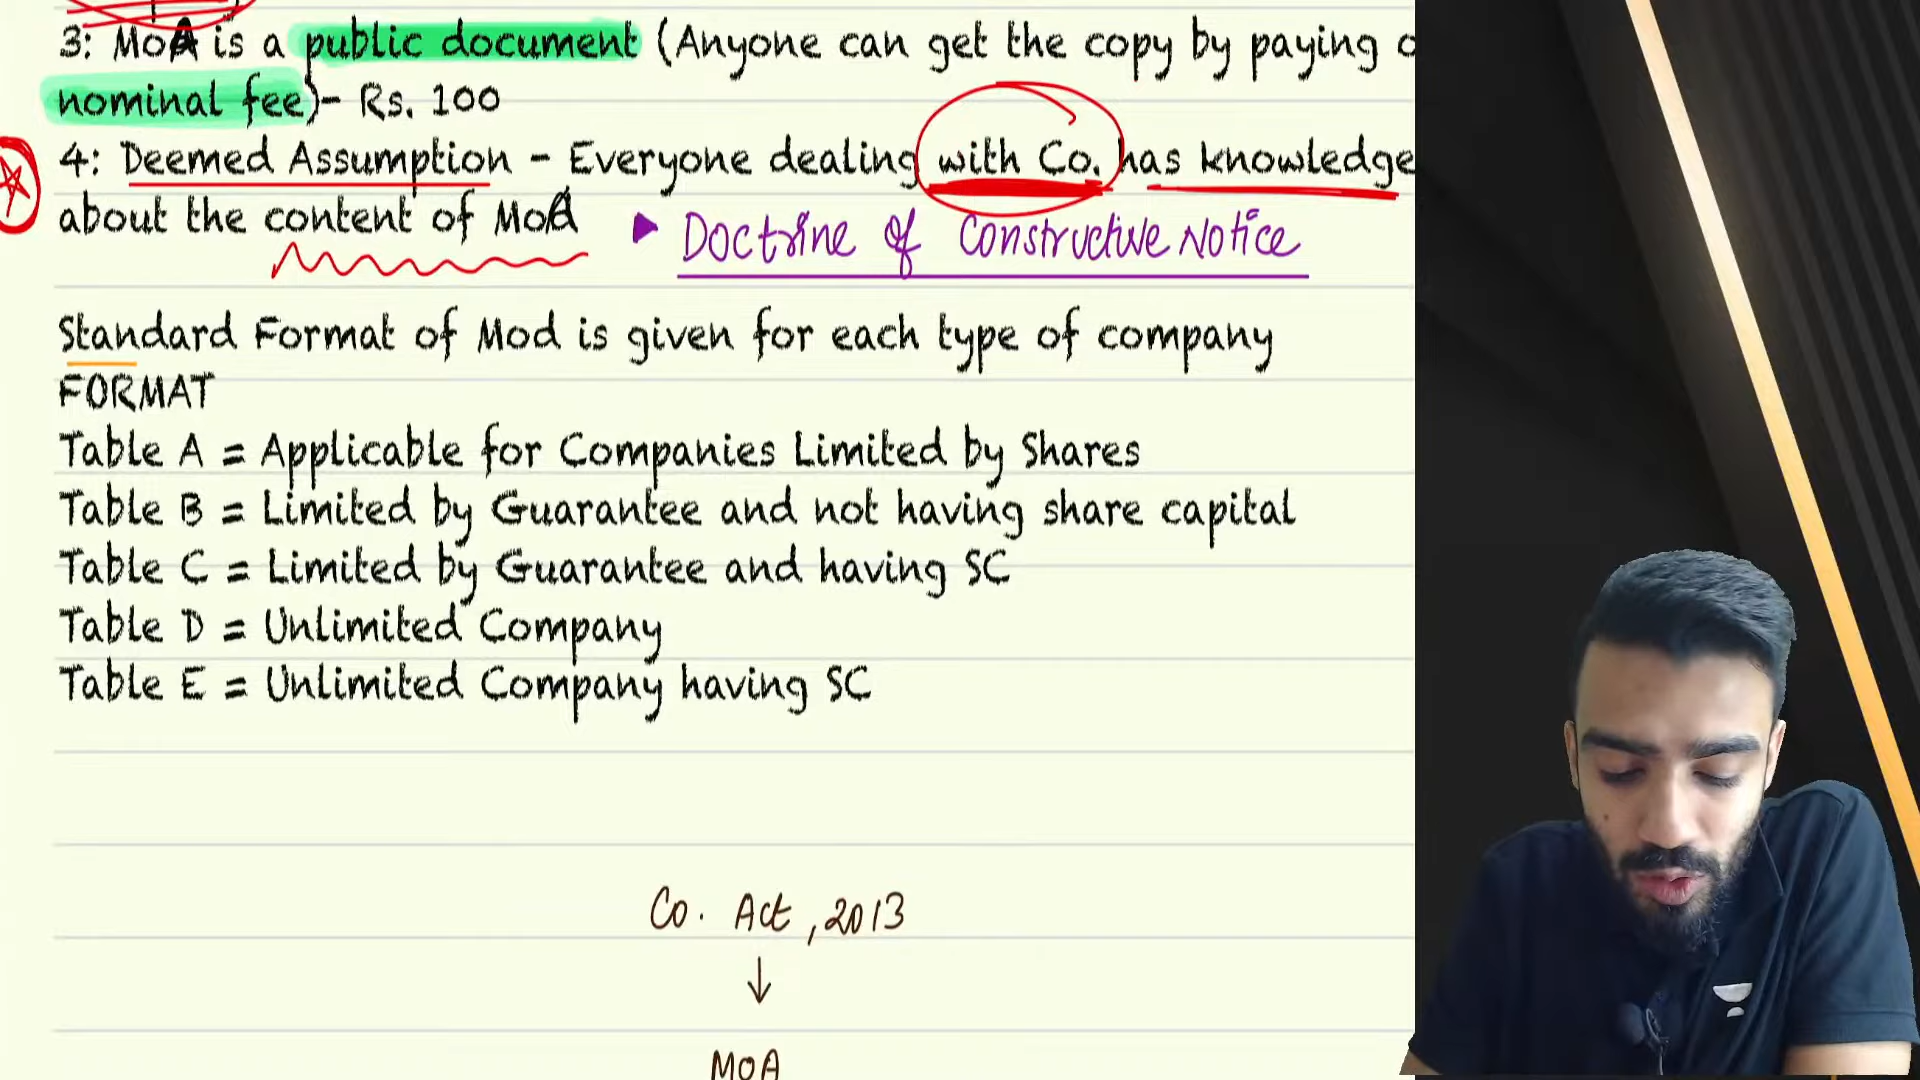 3: MoA is a public document (Anyone can get the copy by paying
nominal fee)- Rs. 100
4: Deemed Assumption - Everyone dealing with Co. has knowledge
about the content of MoA
▶ Doctrine of Constructive Notice
Standard Format of Mod is given for each type of company
FORMAT
Table A = Applicable for Companies Limited by Shares
Table B = Limited by Guarantee and not having share capital
Table C = Limited by Guarantee and having SC
Table D = Unlimited Company
Table E = Unlimited Company having SC
Co. Act, 2013
↓
MOA